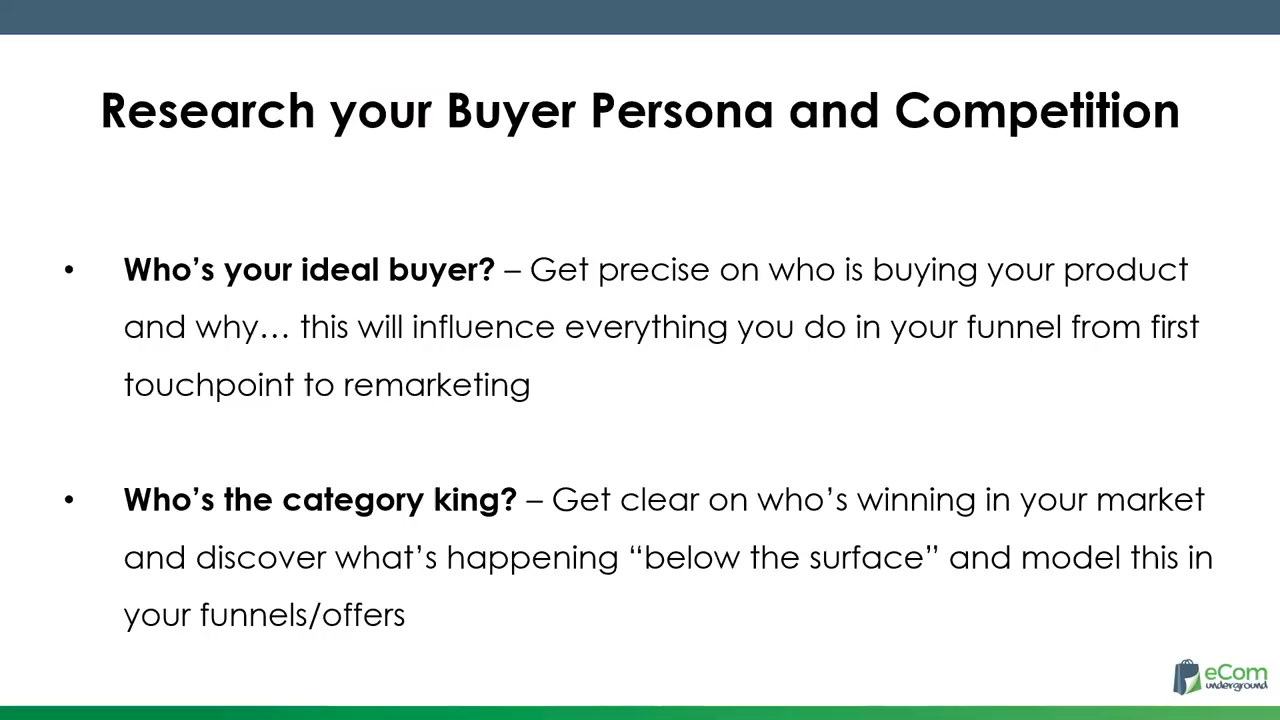 Research your Buyer Persona and Competition
• Who’s your ideal buyer? – Get precise on who is buying your product
and why… this will influence everything you do in your funnel from first
touchpoint to remarketing
• Who’s the category king? – Get clear on who’s winning in your market
and discover what’s happening “below the surface” and model this in
your funnels/offers
eCom
underground